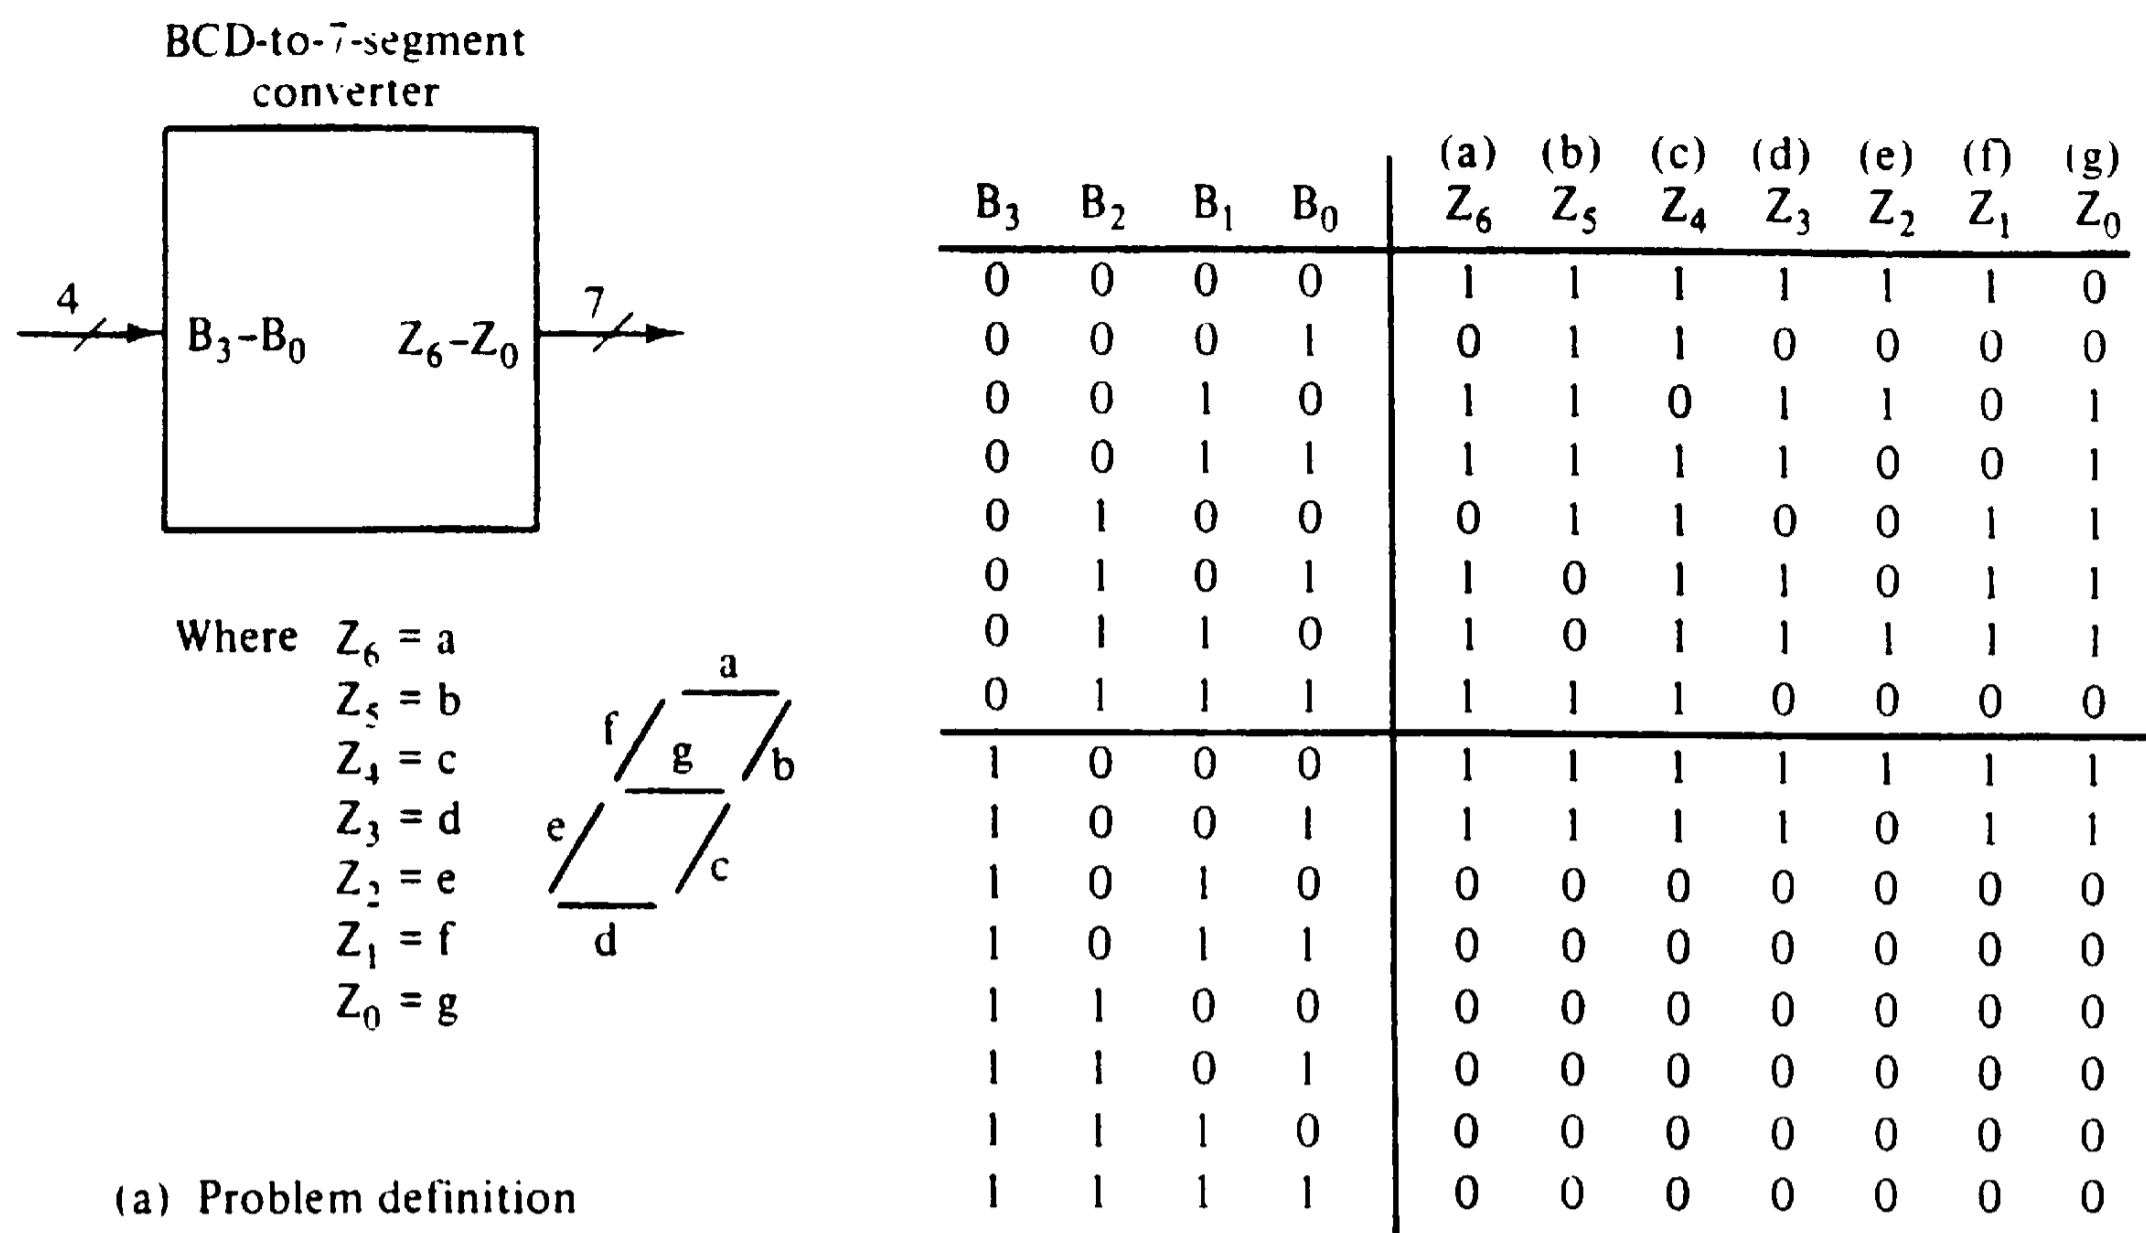 BCD-to-7-segment
converter
4
B₃-B₀ Z₆-Z₀
7
Where Z₆ = a
Z₅ = b
Z₄ = c
Z₃ = d
Z₂ = e
Z₁ = f
Z₀ = g
a
f
g
b
e
c
d
(a) Problem definition
(a) (b) (c) (d) (e) (f) (g)
B₃ B₂ B₁ B₀ Z₆ Z₅ Z₄ Z₃ Z₂ Z₁ Z₀
0 0 0 0 1 1 1 1 1 1 0
0 0 0 1 0 1 1 0 0 0 0
0 0 1 0 1 1 0 1 1 0 1
0 0 1 1 1 1 1 1 0 0 1
0 1 0 0 0 1 1 0 0 1 1
0 1 0 1 1 0 1 1 0 1 1
0 1 1 0 1 0 1 1 1 1 1
0 1 1 1 1 1 1 0 0 0 0
1 0 0 0 1 1 1 1 1 1 1
1 0 0 1 1 1 1 1 0 1 1
1 0 1 0 0 0 0 0 0 0 0
1 0 1 1 0 0 0 0 0 0 0
1 1 0 0 0 0 0 0 0 0 0
1 1 0 1 0 0 0 0 0 0 0
1 1 1 0 0 0 0 0 0 0 0
1 1 1 1 0 0 0 0 0 0 0